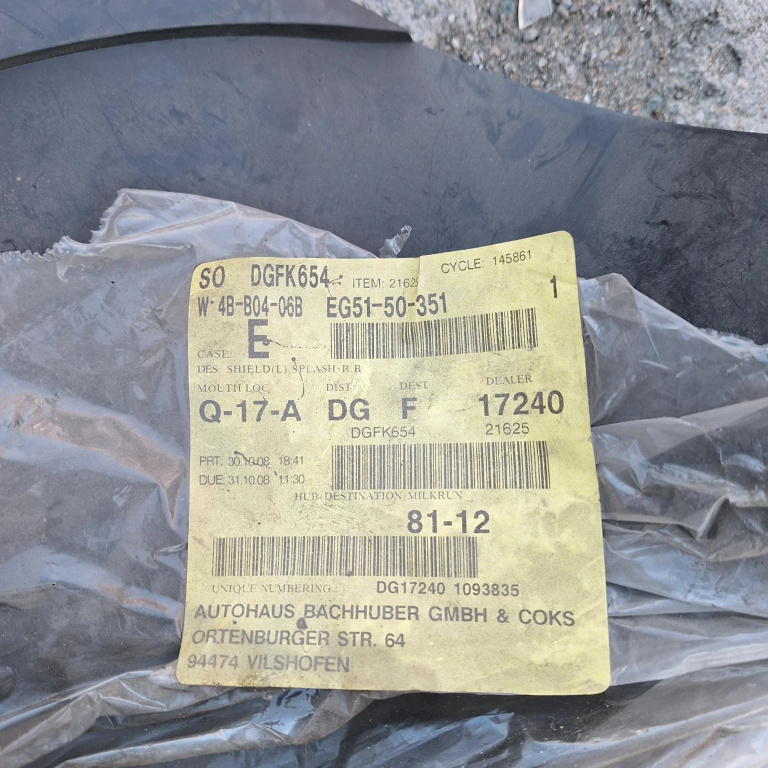 SO DGFK654 ITEM: 2162 CYCLE: 145861
W- 4B-B04-06B EG51-50-351 1
CASE: E
DES SHIELD(L) SPLASH-R.B
MOUTH LOC DIST DEST DEALER
Q-17-A DG F 17240
DGFK654 21625
PRT: 30.10.08 18:41
DUE: 31.10.08 11:30
HUB DESTINATION MILKRUN
81-12
UNIQUE NUMBERING: DG17240 1093835
AUTOHAUS BACHHUBER GMBH & COKS
ORTENBURGER STR. 64
94474 VILSHOFEN